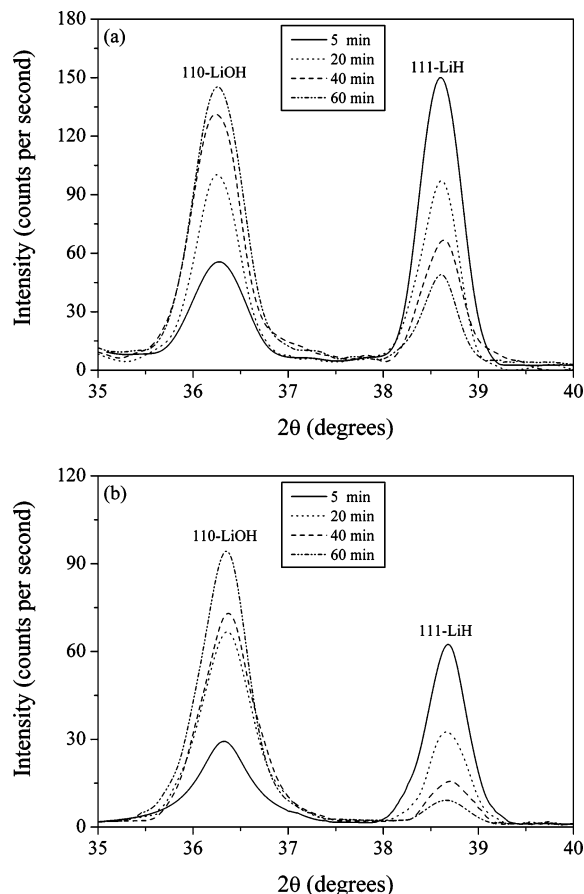 (a)
5 min
20 min
40 min
60 min
110-LiOH
111-LiH
180
150
120
90
60
30
0
Intensity (counts per second)
35 36 37 38 39 40
2θ (degrees)
(b)
5 min
20 min
40 min
60 min
110-LiOH
111-LiH
120
90
60
30
0
Intensity (counts per second)
35 36 37 38 39 40
2θ (degrees)